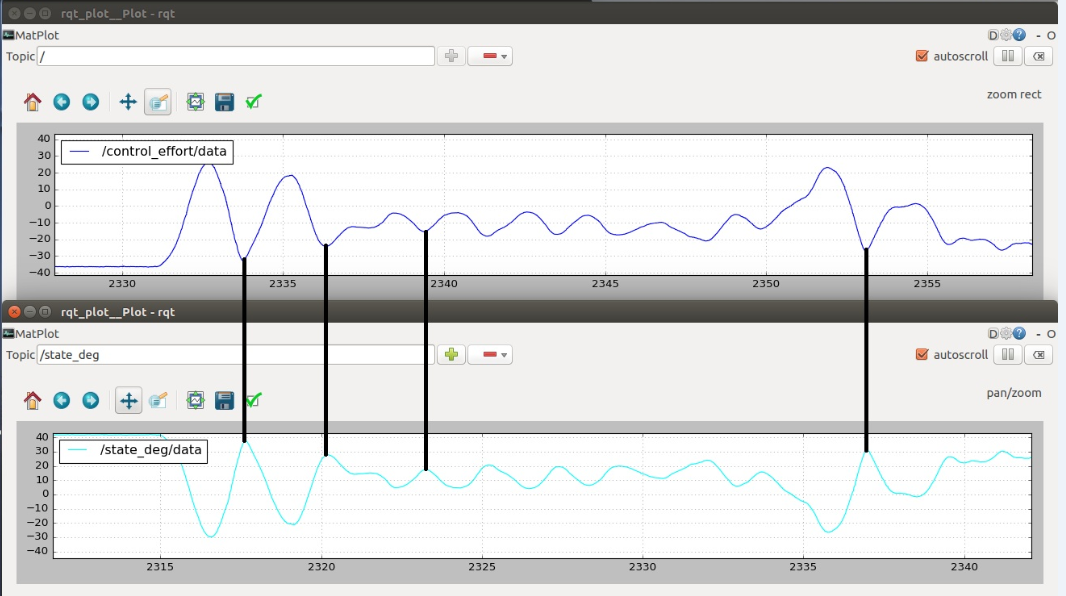 rqt_plot__Plot - rqt
MatPlot D ? - O
Topic / autoscroll
zoom rect
/control_effort/data
40
30
20
10
0
−10
−20
−30
−40
2330 2335 2340 2345 2350 2355
rqt_plot__Plot - rqt
MatPlot D ? - O
Topic /state_deg autoscroll
pan/zoom
/state_deg/data
40
30
20
10
0
−10
−20
−30
−40
2315 2320 2325 2330 2335 2340